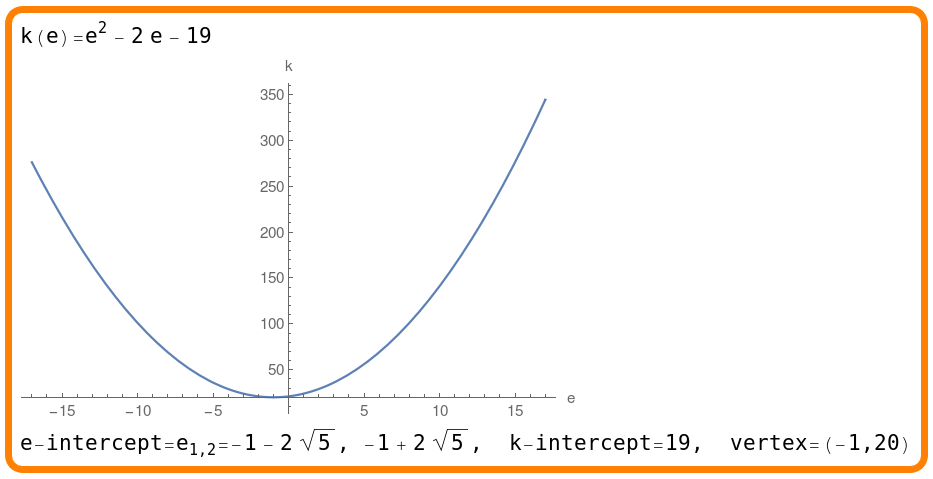 k(e)=e² − 2 e − 19
k
350
300
250
200
150
100
50
−15 −10 −5 5 10 15 e
e−intercept=e₁,₂=−1 − 2√5, −1 + 2√5, k−intercept=19, vertex=(−1,20)